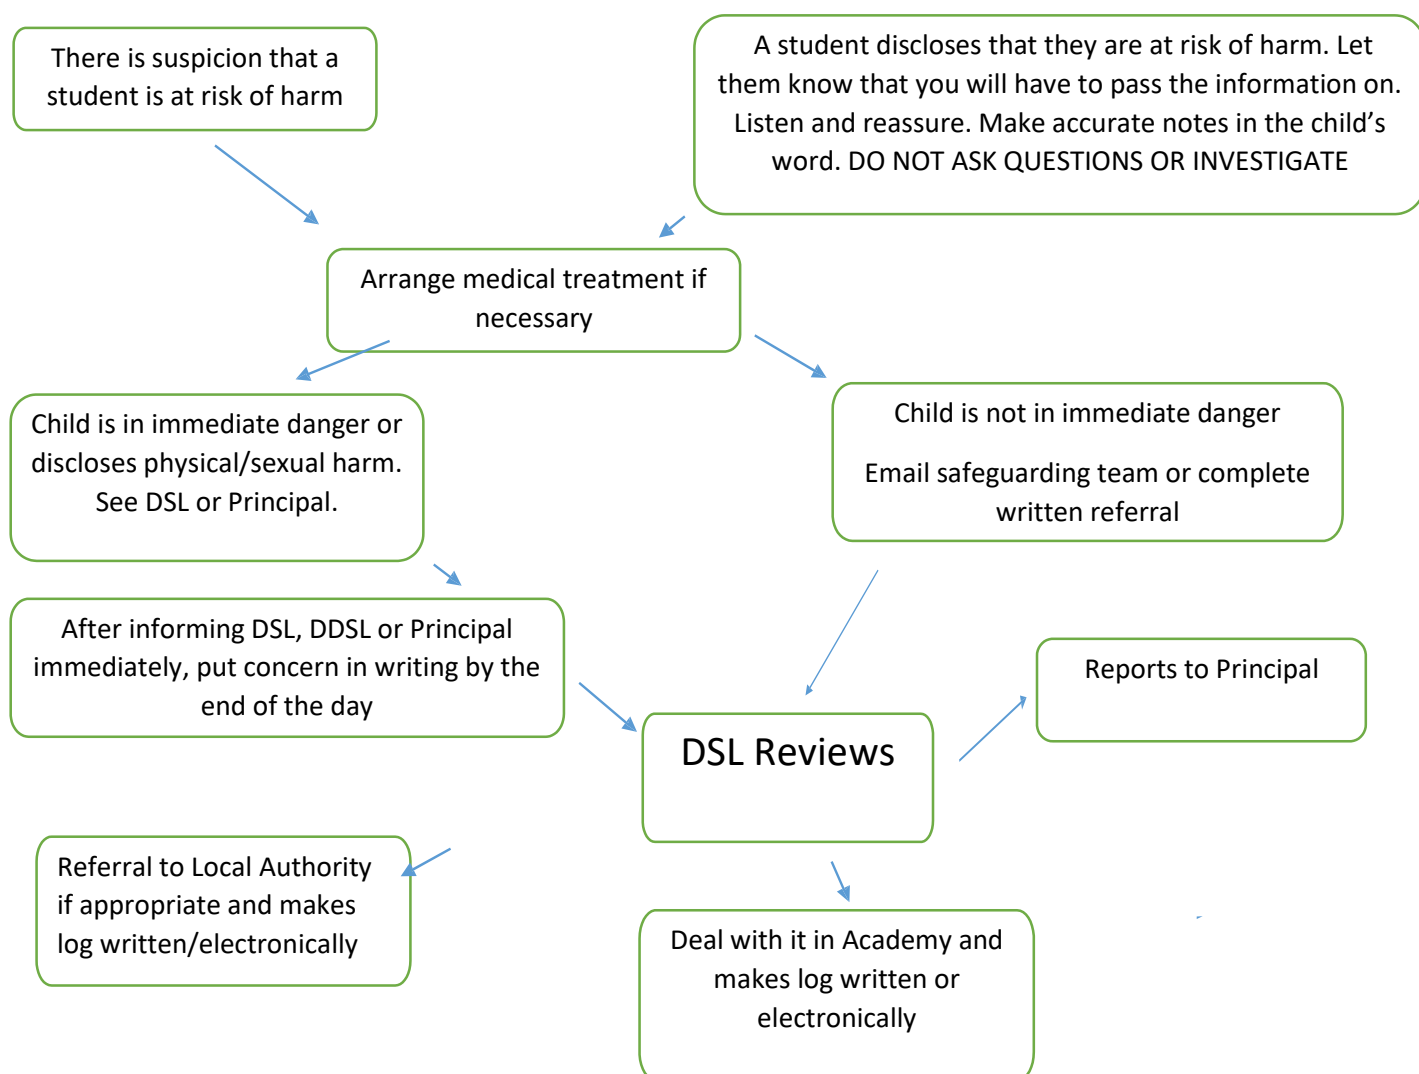 There is suspicion that a
student is at risk of harm
A student discloses that they are at risk of harm. Let
them know that you will have to pass the information on.
Listen and reassure. Make accurate notes in the child’s
word. DO NOT ASK QUESTIONS OR INVESTIGATE
Arrange medical treatment if
necessary
Child is in immediate danger or
discloses physical/sexual harm.
See DSL or Principal.
Child is not in immediate danger
Email safeguarding team or complete
written referral
After informing DSL, DDSL or Principal
immediately, put concern in writing by the
end of the day
Reports to Principal
DSL Reviews
Referral to Local Authority
if appropriate and makes
log written/electronically
Deal with it in Academy and
makes log written or
electronically